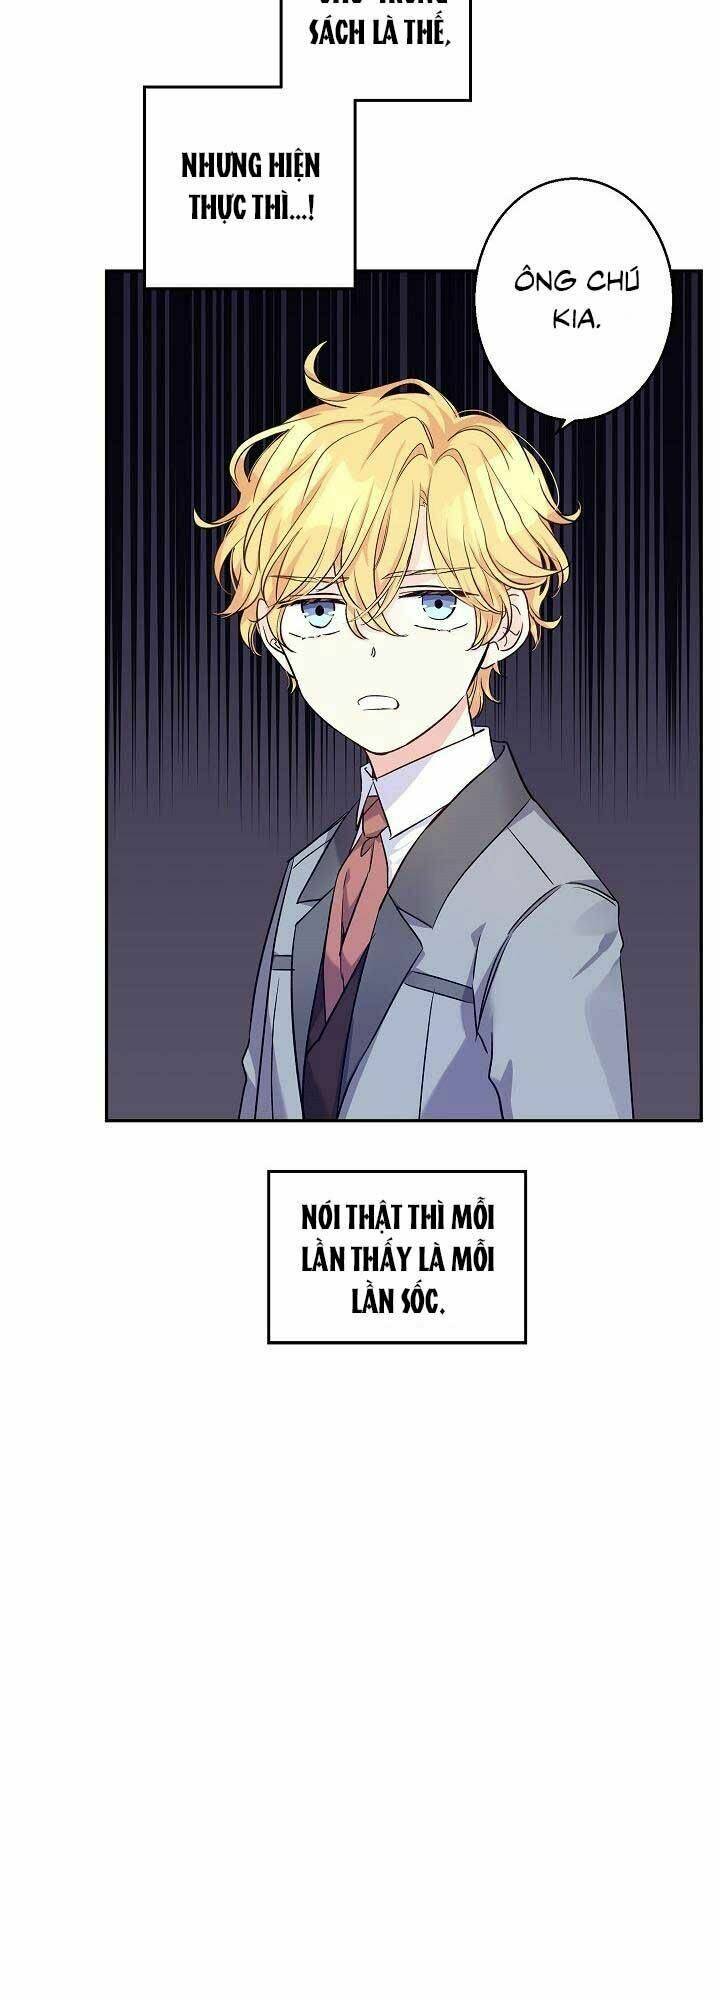 SÁCH LÀ THẾ,
NHƯNG HIỆN
THỰC THÌ...!
ÔNG CHÚ
KIA.
NÓI THẬT THÌ MỖI
LẦN THẤY LÀ MỖI
LẦN SỐC.